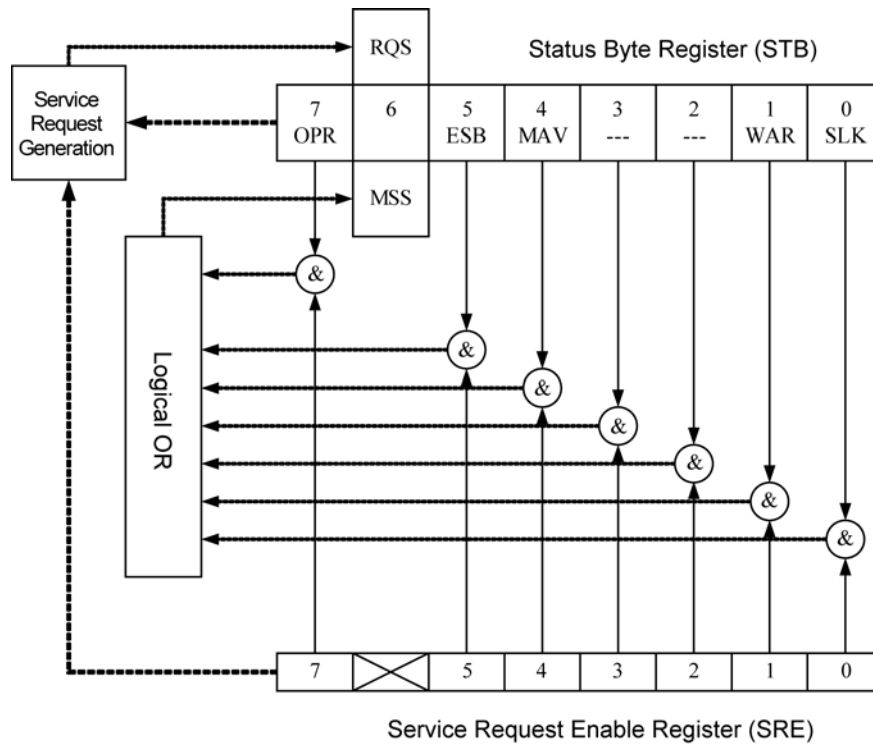 RQS
Status Byte Register (STB)
Service
Request
Generation
7 6 5 4 3 2 1 0
OPR ESB MAV --- --- WAR SLK
MSS
&
&
&
&
&
&
&
Logical OR
7 5 4 3 2 1 0
Service Request Enable Register (SRE)